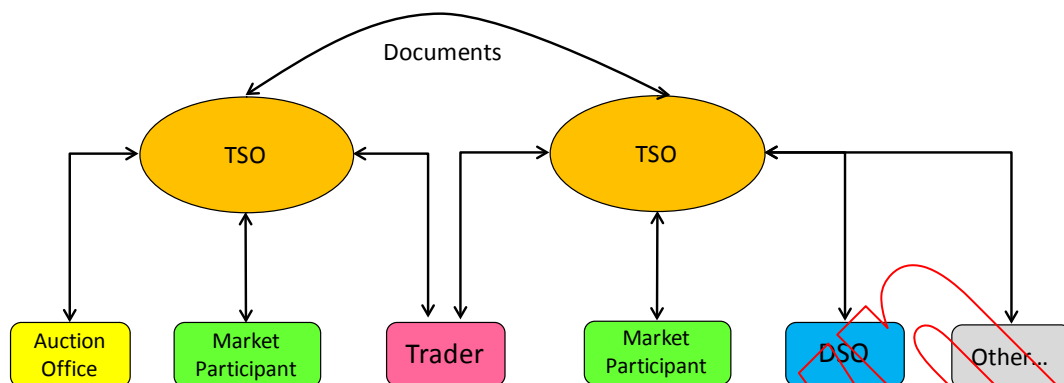 Documents
TSO
TSO
Auction
Office
Market
Participant
Trader
Market
Participant
DSO
Other...